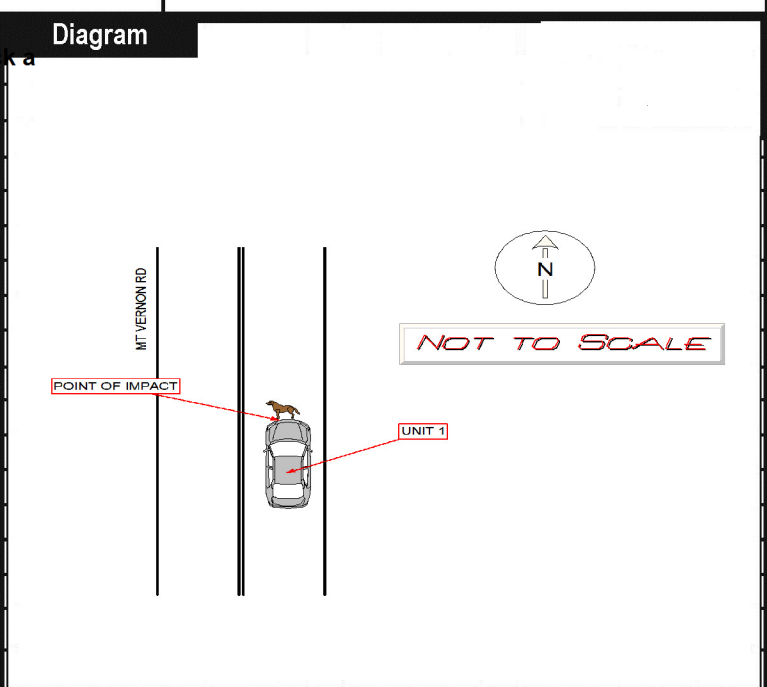 Diagram
k a
MT VERNON RD
N
NOT TO SCALE
POINT OF IMPACT
UNIT 1